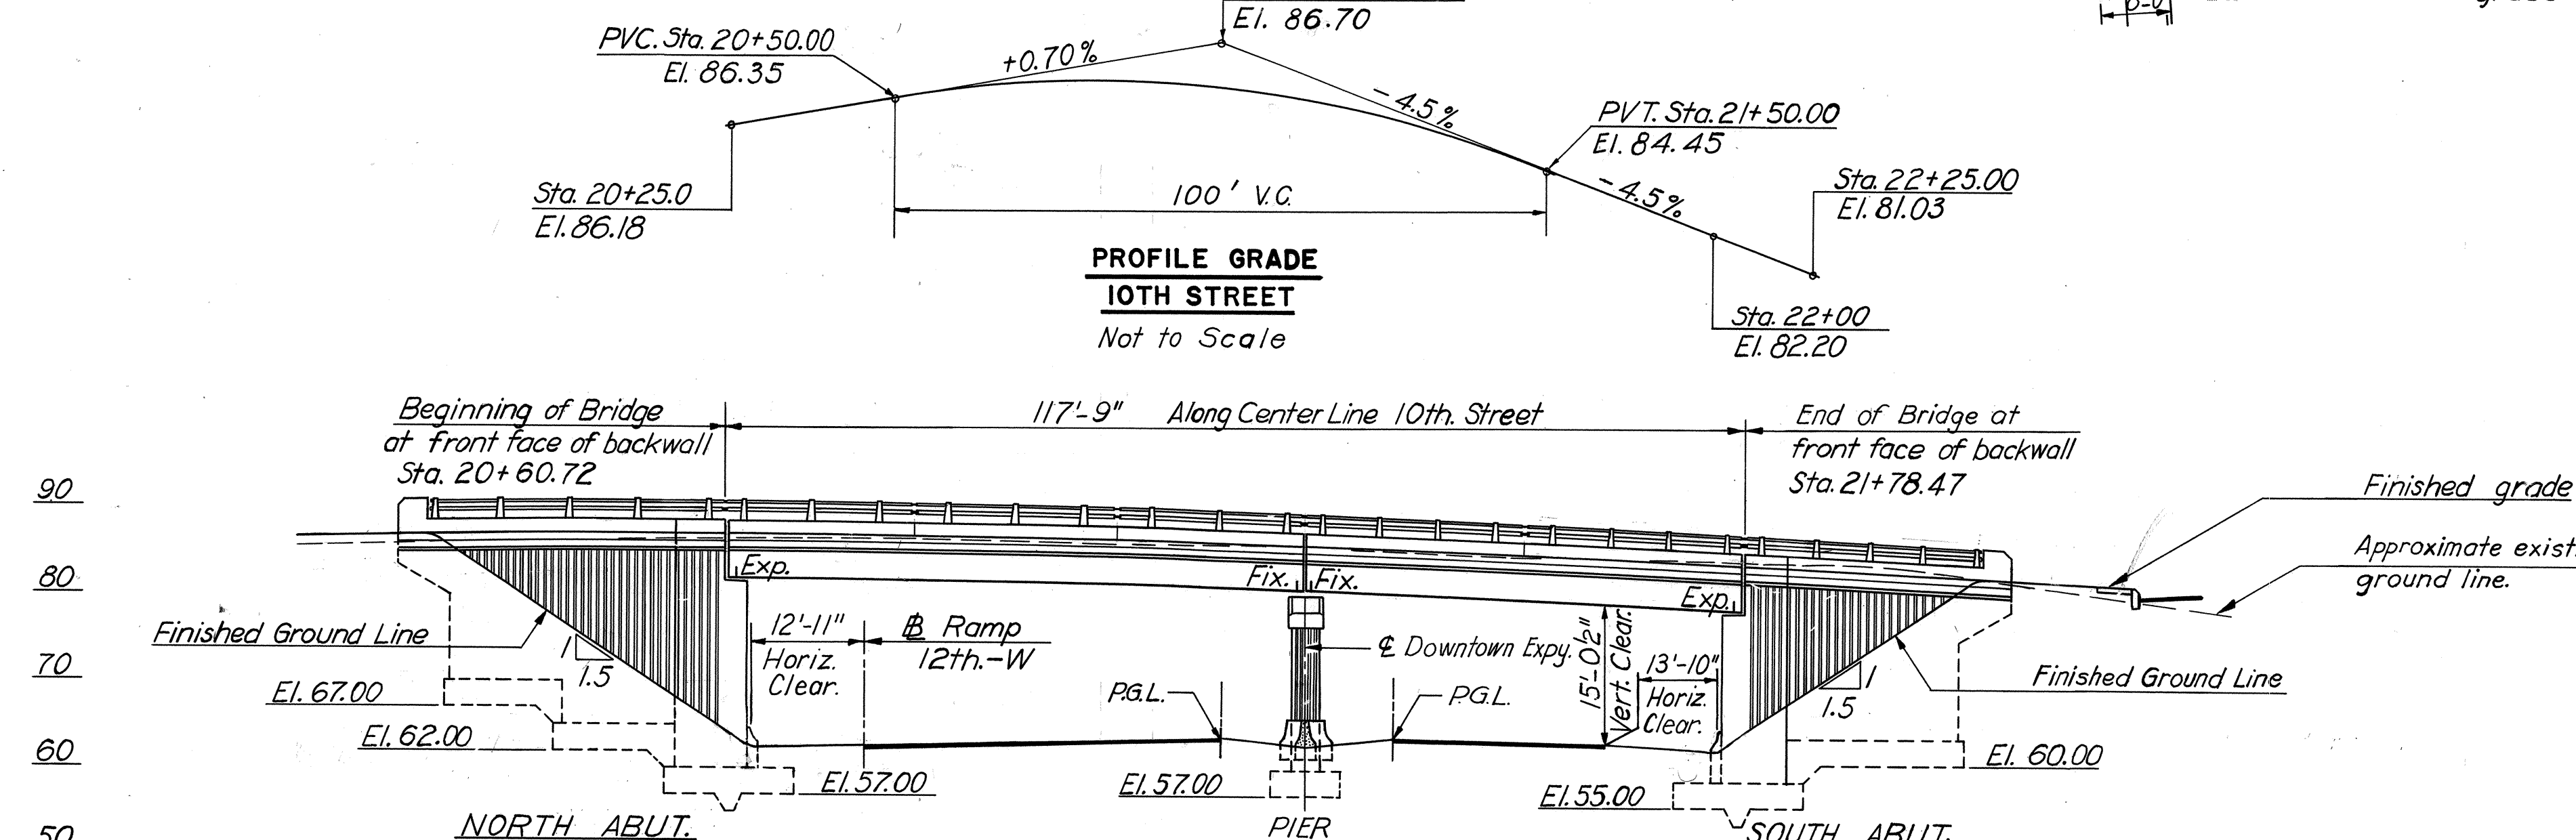 El. 86.70
PVC. Sta. 20+50.00
El. 86.35
+0.70%
-4.5%
PVT. Sta. 21+50.00
El. 84.45
Sta. 20+25.0
El. 86.18
100' V.C.
-4.5%
Sta. 22+25.00
El. 81.03
PROFILE GRADE
10TH STREET
Not to Scale
Sta. 22+00
El. 82.20
Beginning of Bridge
at front face of backwall
Sta. 20+60.72
117'-9" Along Center Line 10th. Street
End of Bridge at
front face of backwall
Sta. 21+78.47
90
80
70
60
50
Finished grade
Approximate exist.
ground line.
Exp.
Fix.
Fix.
Exp.
Finished Ground Line
1
1.5
12'-11"
Horiz.
Clear.
℄ Downtown Expy.
Ramp
12th.-W
15'-0½"
Vert. Clear.
13'-10"
Horiz.
Clear.
P.G.L.
P.G.L.
1
1.5
Finished Ground Line
El. 67.00
El. 62.00
El. 57.00
El. 57.00
El. 55.00
El. 60.00
NORTH ABUT.
PIER
SOUTH ABUT.